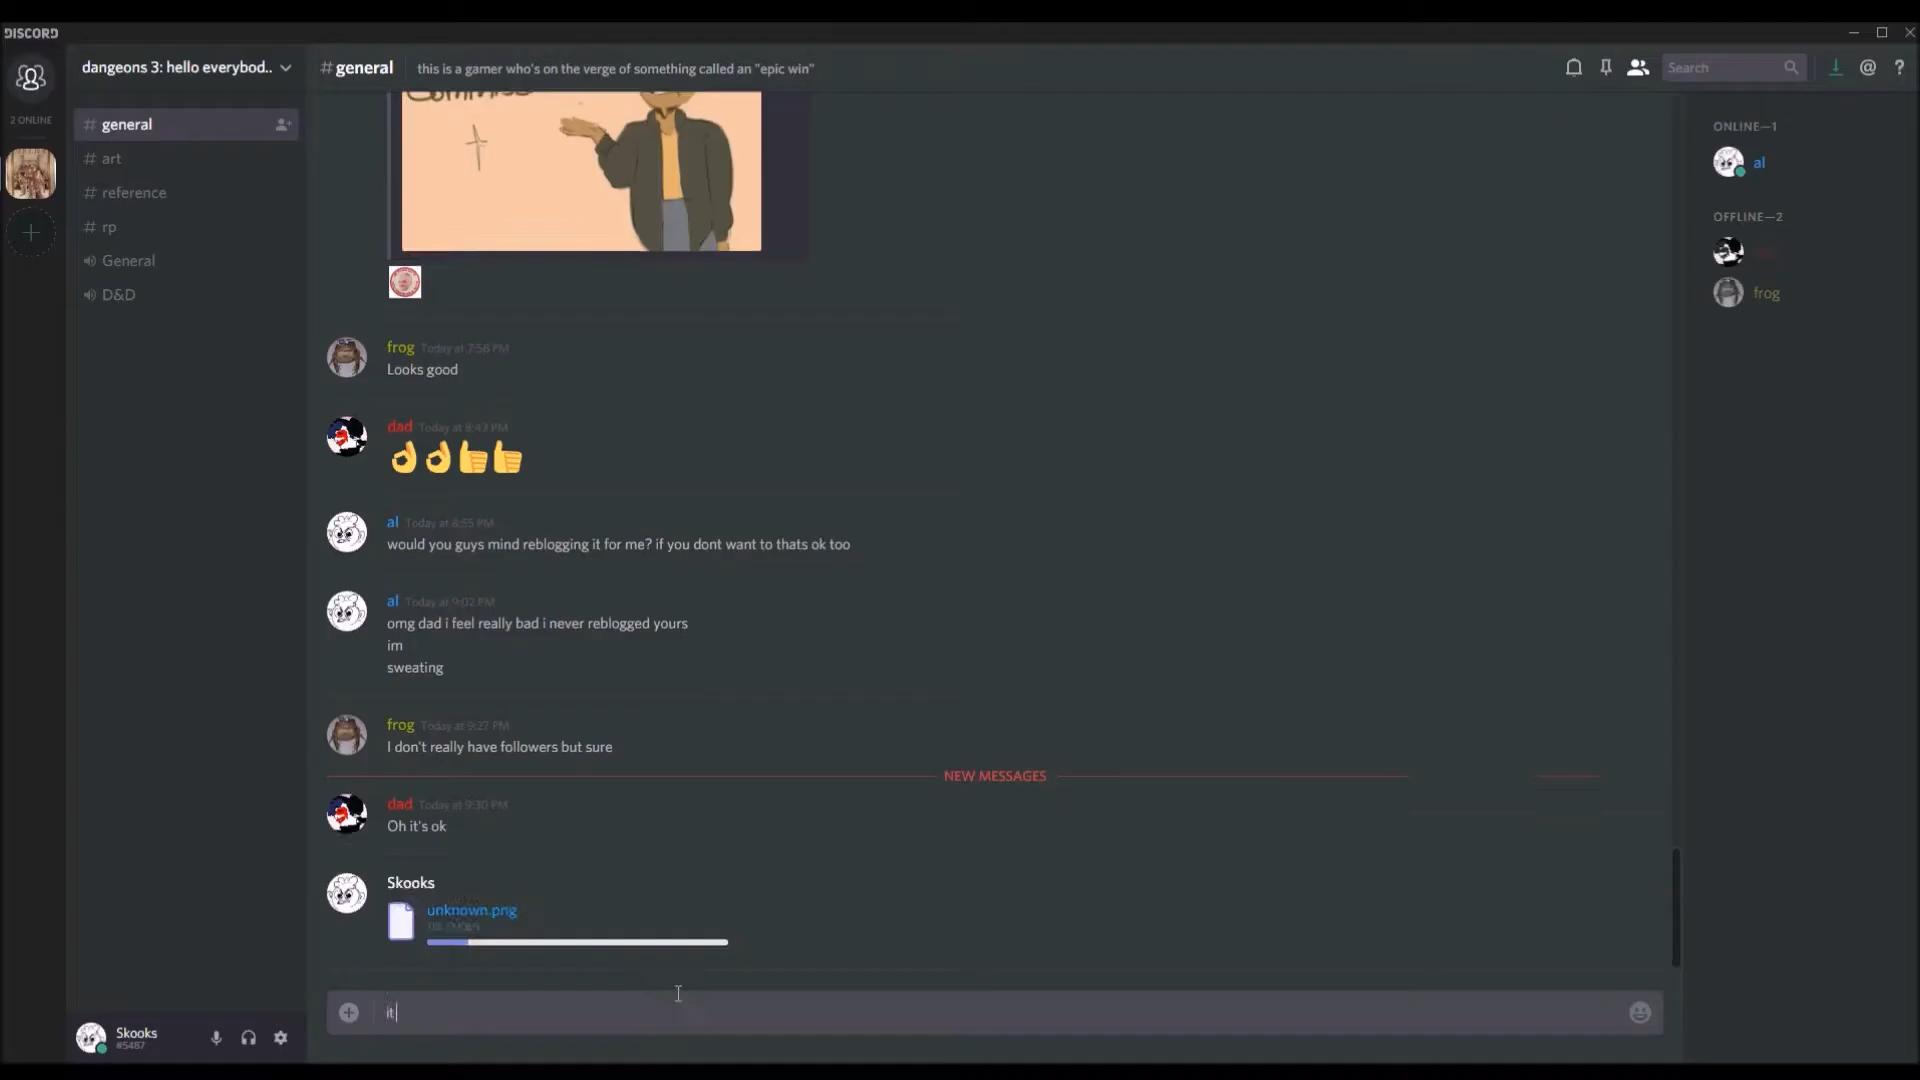 DISCORD
dangeons 3: hello everybod..
# general
this is a gamer who's on the verge of something called an "epic win"
Search
@
?
2 ONLINE
# general
# art
# reference
# rp
General
D&D
ONLINE—1
al
OFFLINE—2
frog
frog Today at 7:56 PM
Looks good
dad Today at 8:43 PM
al Today at 8:55 PM
would you guys mind reblogging it for me? if you dont want to thats ok too
al Today at 9:02 PM
omg dad i feel really bad i never reblogged yours
im
sweating
frog Today at 9:27 PM
I don't really have followers but sure
NEW MESSAGES
dad Today at 9:30 PM
Oh it's ok
Skooks
unknown.png
it
Skooks
#5487